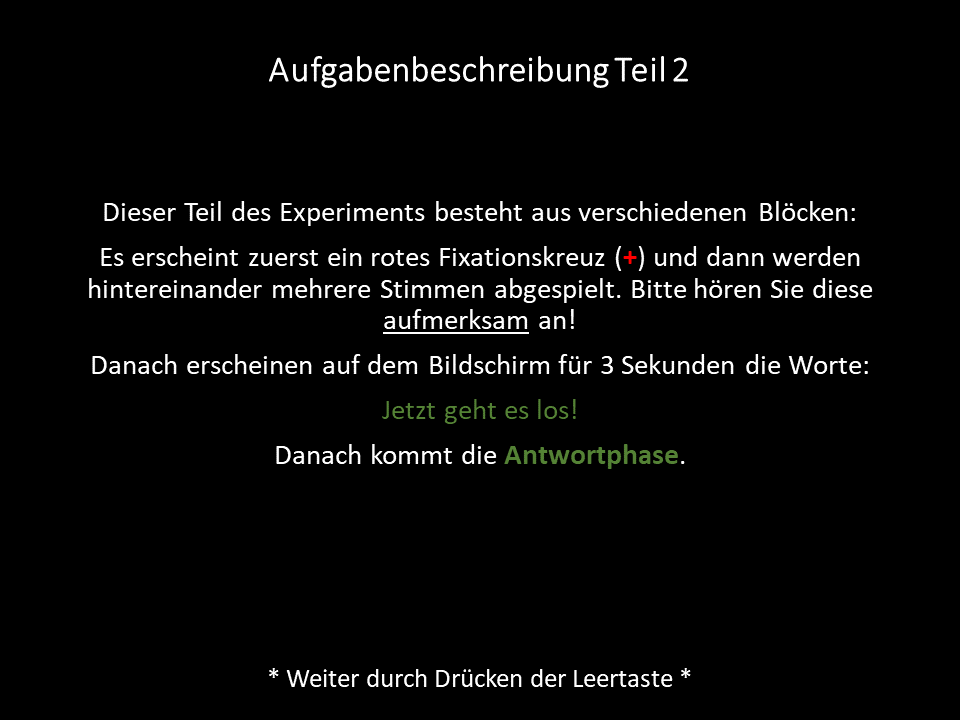 Aufgabenbeschreibung Teil 2
Dieser Teil des Experiments besteht aus verschiedenen Blöcken:
Es erscheint zuerst ein rotes Fixationskreuz (+) und dann werden
hintereinander mehrere Stimmen abgespielt. Bitte hören Sie diese
aufmerksam an!
Danach erscheinen auf dem Bildschirm für 3 Sekunden die Worte:
Jetzt geht es los!
Danach kommt die Antwortphase.
* Weiter durch Drücken der Leertaste *